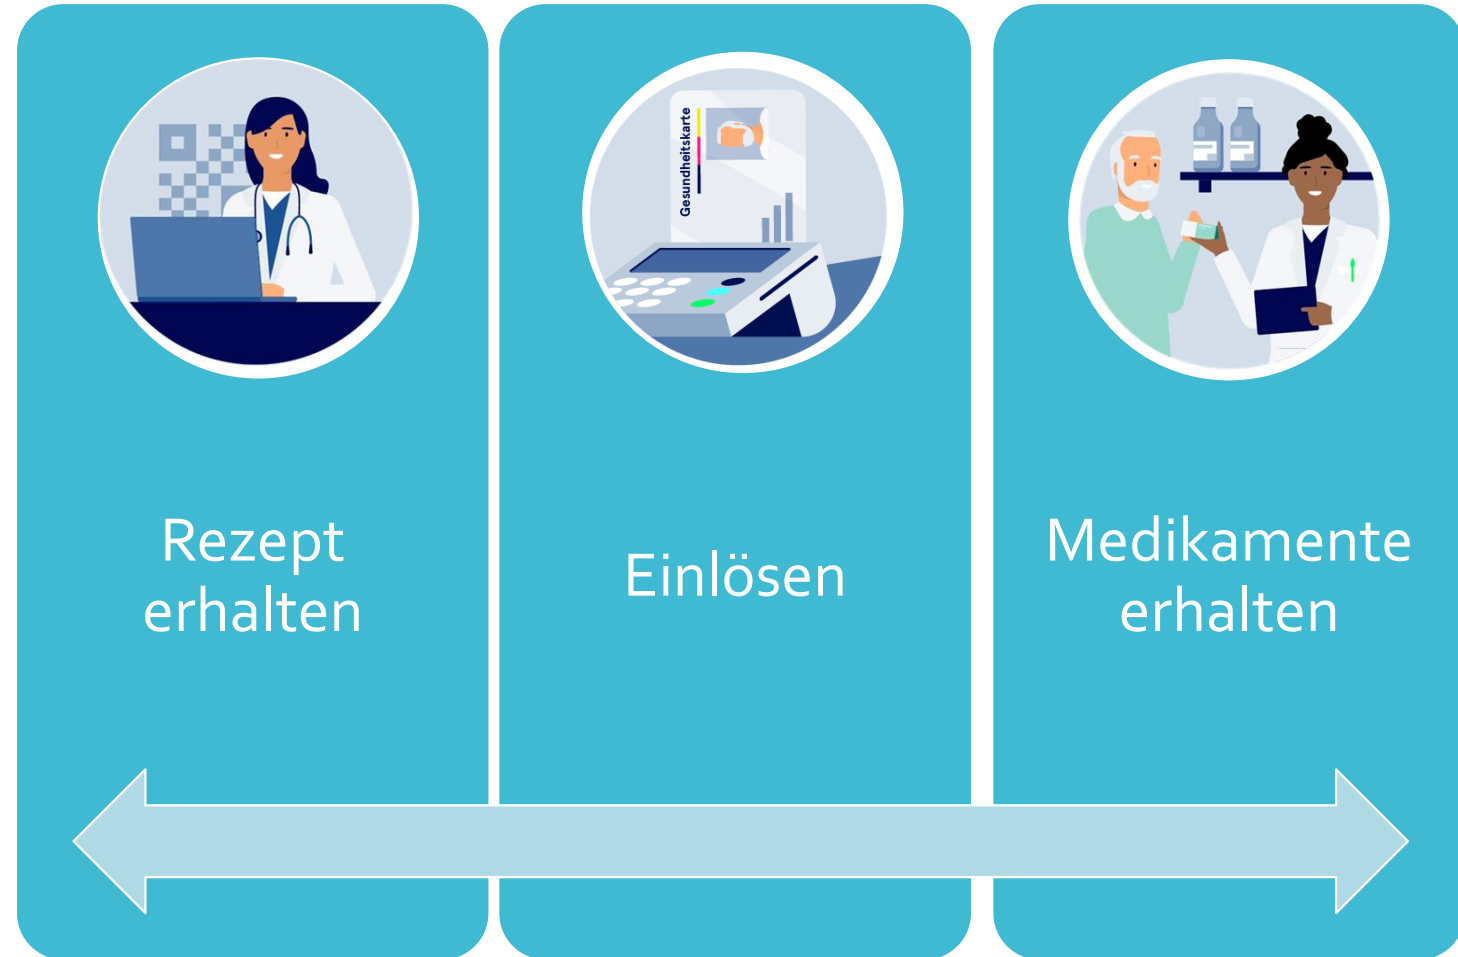 Rezept
erhalten
Gesundheitskarte
Einlösen
Medikamente
erhalten